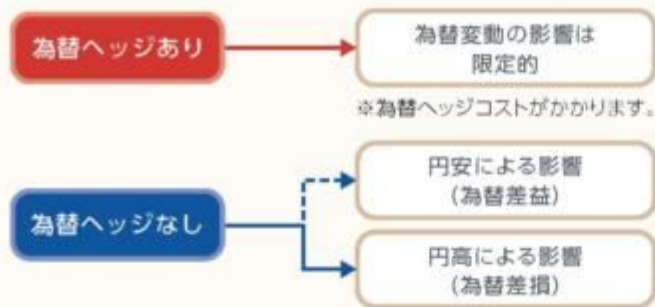 為替ヘッジあり
為替変動の影響は
限定的
※為替ヘッジコストがかかります。
為替ヘッジなし
円安による影響
(為替差益)
円高による影響
(為替差損)